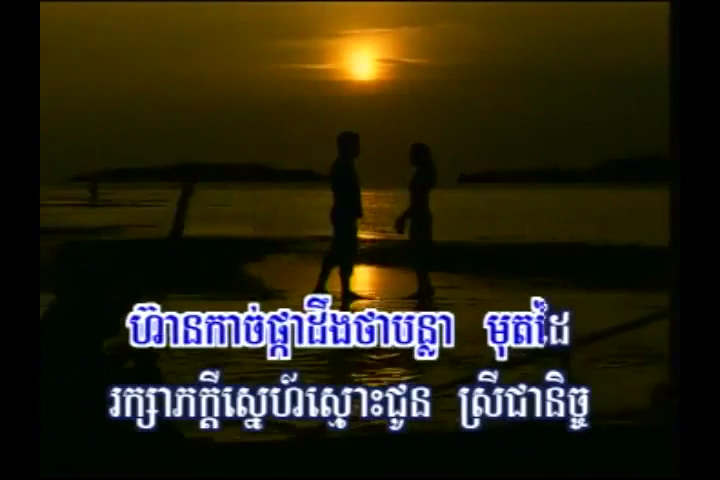 ហ៊ានកាច់ផ្កាដឹងថាបន្លា មុតដៃ
រក្សាភក្ដីស្នេហ៍ស្មោះជូន ស្រីជានិច្ច